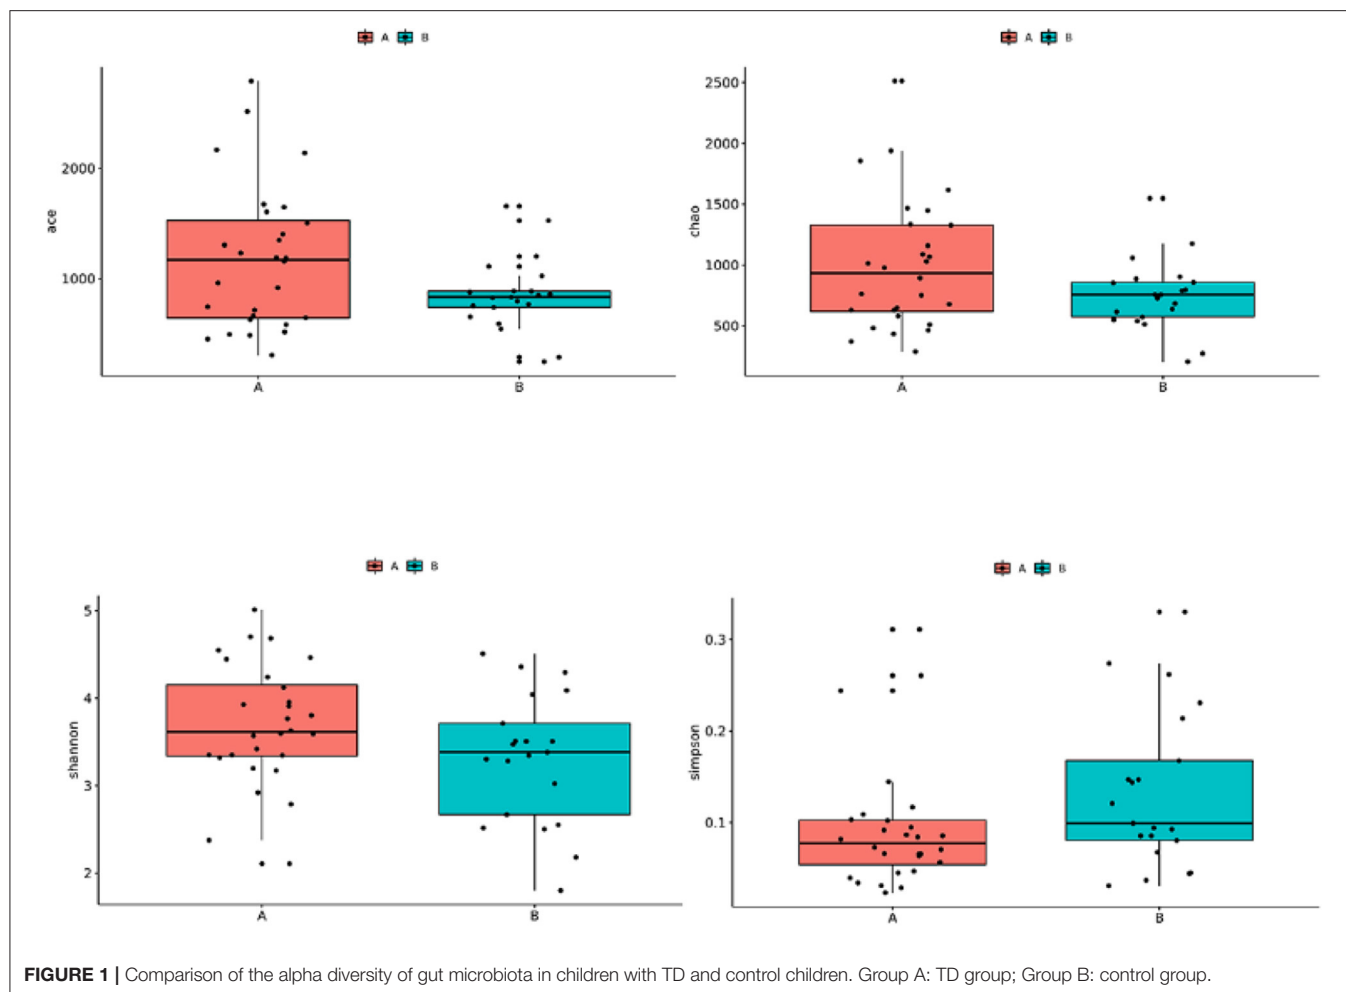 A B
ace
2000
1000
A B
A B
chao
2500
2000
1500
1000
500
A B
A B
shannon
5
4
3
2
A B
A B
simpson
0.3
0.2
0.1
A B
FIGURE 1 | Comparison of the alpha diversity of gut microbiota in children with TD and control children. Group A: TD group; Group B: control group.